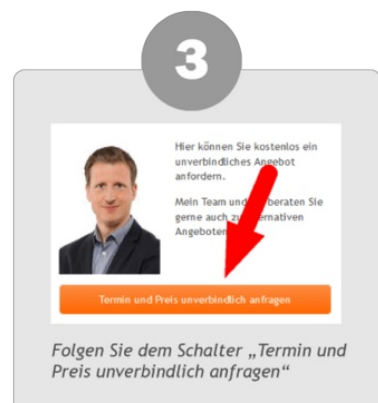 3
Hier können Sie kostenlos ein
unverbindliches Angebot
anfordern.
Mein Team und beraten Sie
gerne auch zu
Angeboten
Termin und Preis unverbindlich anfragen
Folgen Sie dem Schalter „Termin und
Preis unverbindlich anfragen“